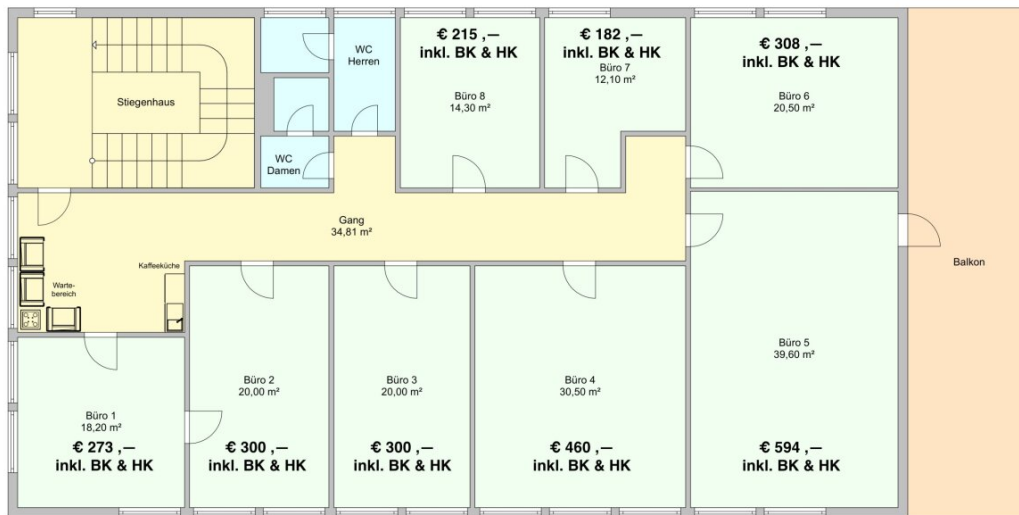 € 215 ,—
inkl. BK & HK
Büro 8
14,30 m²
€ 182 ,—
inkl. BK & HK
Büro 7
12,10 m²
€ 308 ,—
inkl. BK & HK
Büro 6
20,50 m²
WC
Herren
Stiegenhaus
WC
Damen
Gang
34,81 m²
Kaffeeküche
Warte-
bereich
Balkon
Büro 5
39,60 m²
€ 594 ,—
inkl. BK & HK
Büro 1
18,20 m²
€ 273 ,—
inkl. BK & HK
Büro 2
20,00 m²
€ 300 ,—
inkl. BK & HK
Büro 3
20,00 m²
€ 300 ,—
inkl. BK & HK
Büro 4
30,50 m²
€ 460 ,—
inkl. BK & HK